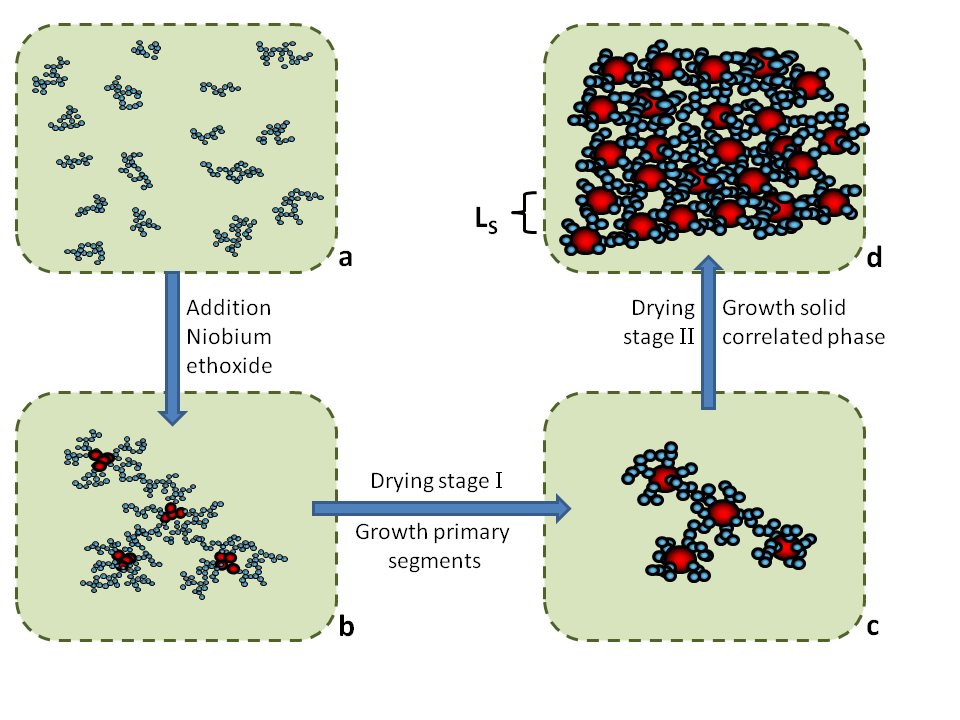 a
Addition
Niobium
ethoxide
b
Drying stage I
Growth primary
segments
c
Drying
stage II
Growth solid
correlated phase
d
LS